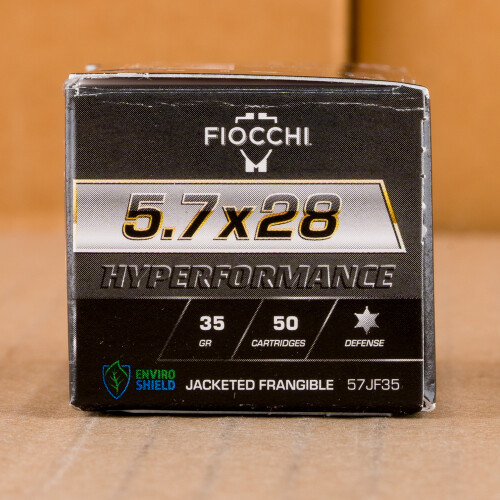 FIOCCHI
5.7x28
HYPERFORMANCE
35 50
GR CARTRIDGES DEFENSE
ENVIRO
SHIELD JACKETED FRANGIBLE 57JF35